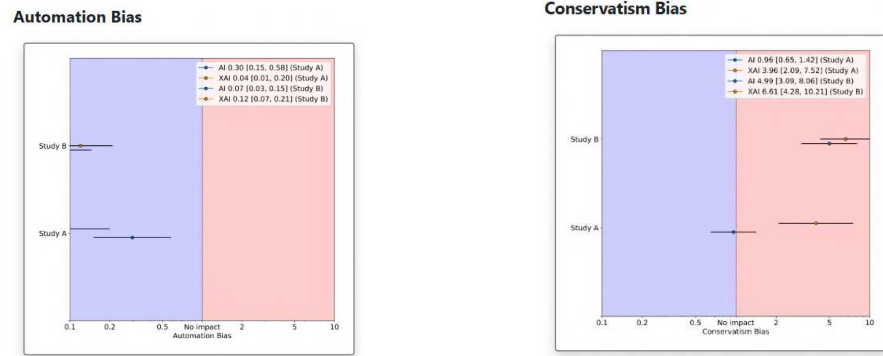 Automation Bias
AI 0.30 [0.15, 0.58] (Study A)
XAI 0.04 [0.01, 0.20] (Study A)
AI 0.07 [0.03, 0.15] (Study B)
XAI 0.12 [0.07, 0.21] (Study B)
Study B
Study A
0.1 0.2 0.5 No impact 2 5 10
Automation Bias
Conservatism Bias
AI 0.96 [0.65, 1.42] (Study A)
XAI 3.96 [2.09, 7.52] (Study A)
AI 4.99 [3.09, 8.06] (Study B)
XAI 6.61 [4.28, 10.21] (Study B)
Study B
Study A
0.1 0.2 0.5 No impact 2 5 10
Conservatism Bias